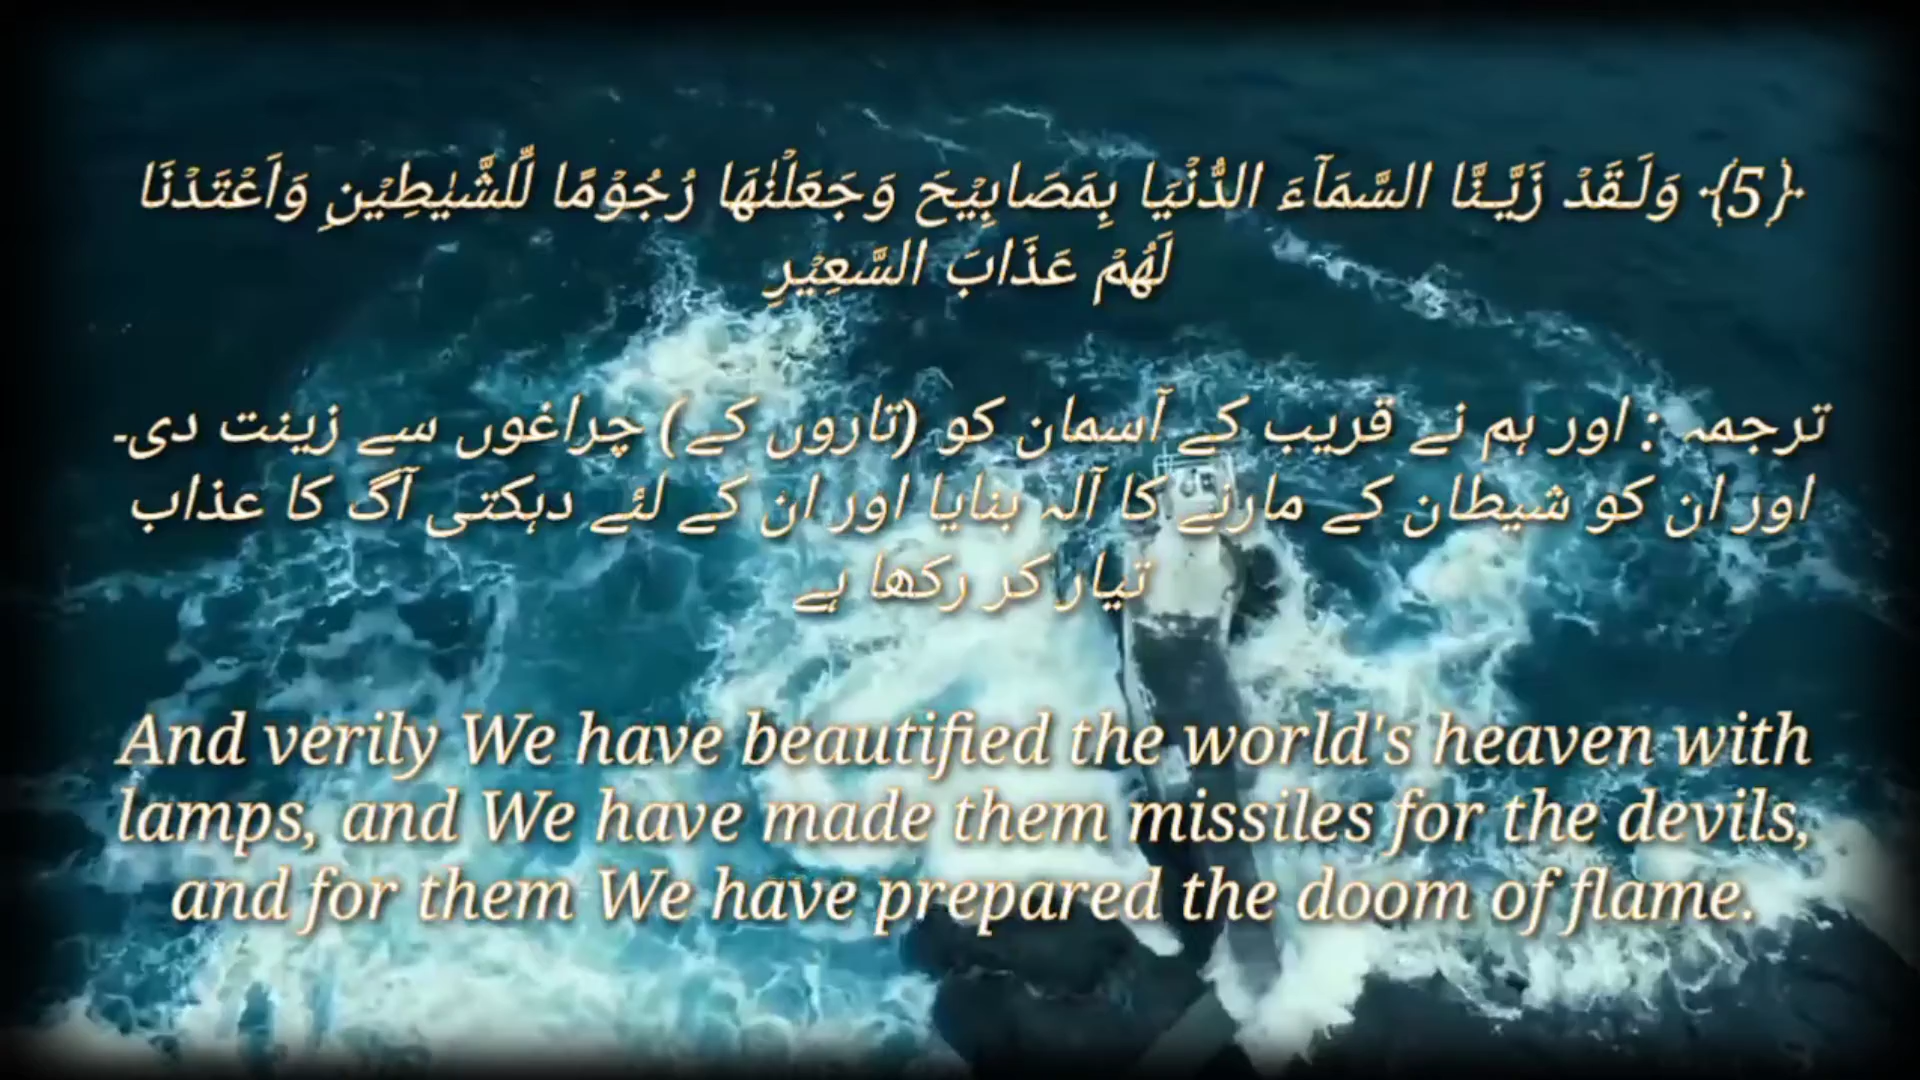 ﴿5﴾ وَلَـقَدۡ زَيَّـنَّا السَّمَآءَ الدُّنۡيَا بِمَصَابِيۡحَ وَجَعَلۡنٰهَا رُجُوۡمًا لِّلشَّيٰطِيۡنِ وَاَعۡتَدۡنَا
لَهُمۡ عَذَابَ السَّعِيۡرِ
ترجمہ : اور ہم نے قریب کے آسمان کو (تاروں کے) چراغوں سے زینت دی۔
اور ان کو شیطان کے مارنے کا آلہ بنایا اور ان کے لئے دہکتی آگ کا عذاب
تیار کر رکھا ہے
And verily We have beautified the world's heaven with
lamps, and We have made them missiles for the devils,
and for them We have prepared the doom of flame.